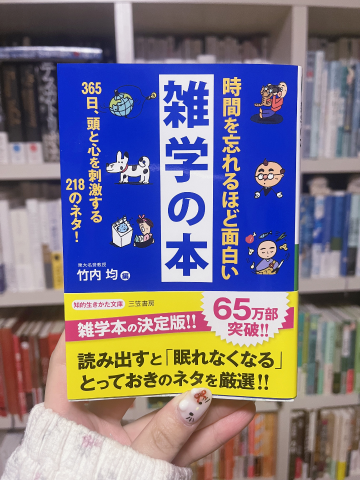 時間を忘れるほど面白い
雑学の本
365日、頭と心を刺激する
218のネタ!
東大名誉教授
竹内 均 編
知的生きかた文庫 三笠書房
65万部
突破!!
雑学本の決定版!!
読み出すと「眠れなくなる」
とっておきのネタを厳選!!